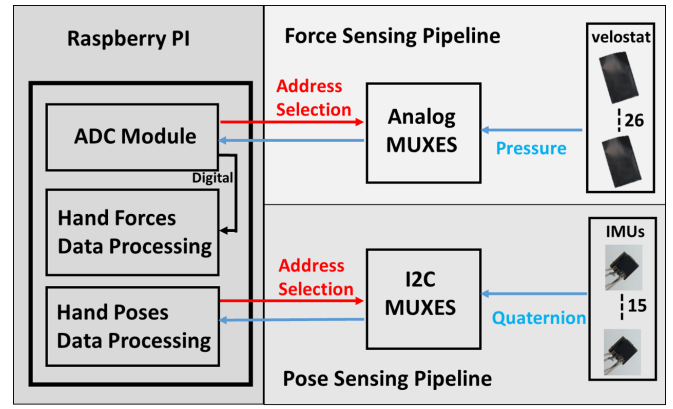 Raspberry PI
ADC Module
Digital
Hand Forces
Data Processing
Hand Poses
Data Processing
Force Sensing Pipeline
Address
Selection
Analog
MUXES
Pressure
velostat
26
Address
Selection
I2C
MUXES
Quaternion
IMUs
15
Pose Sensing Pipeline